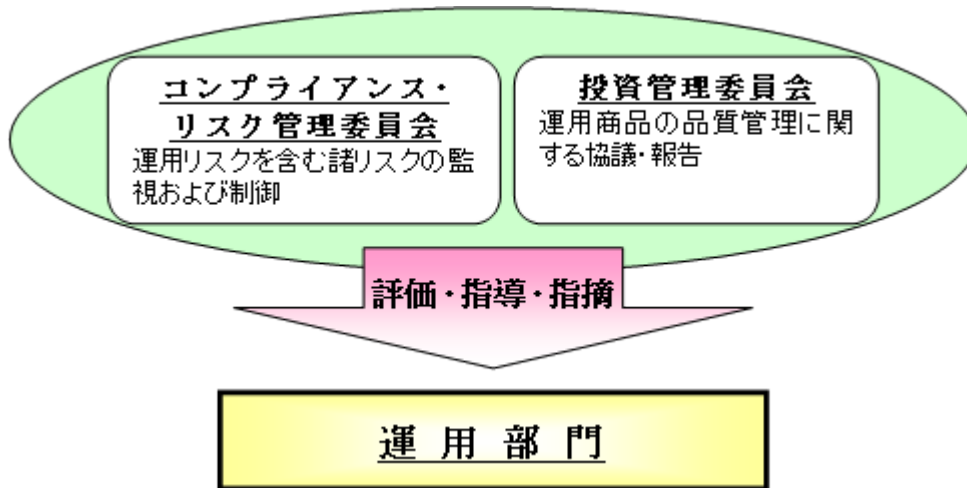 コンプライアンス・
リスク管理委員会
運用リスクを含む諸リスクの監
視および制御
投資管理委員会
運用商品の品質管理に関
する協議・報告
評価・指導・指摘
運用部門